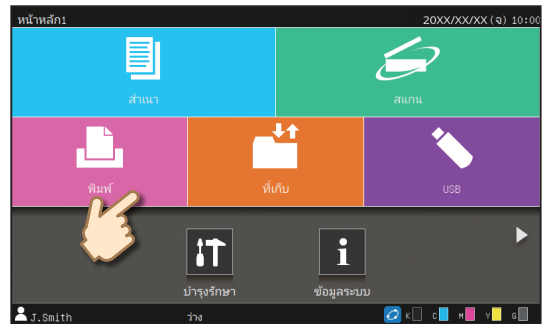 หน้าหลัก1 20XX/XX/XX (จ) 10:00
สำเนา สแกน
พิมพ์ ที่เก็บ USB
บำรุงรักษา ข้อมูลระบบ
J.Smith ว่าง K C M Y G